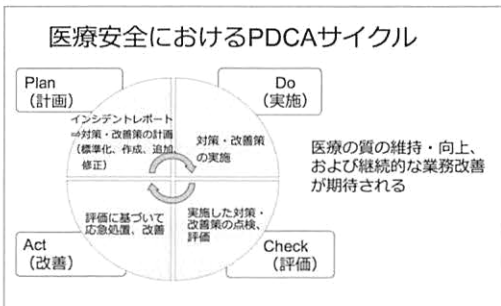 医療安全におけるPDCAサイクル
Plan
（計画）
インシデントレポート
⇒対策・改善策の計画
（標準化、作成、追加、
修正）
Do
（実施）
対策・改善策
の実施
医療の質の維持・向上、
および継続的な業務改善
が期待される
Act
（改善）
評価に基づいて
応急処置、改善
実施した対策・
改善策の点検、
評価
Check
（評価）